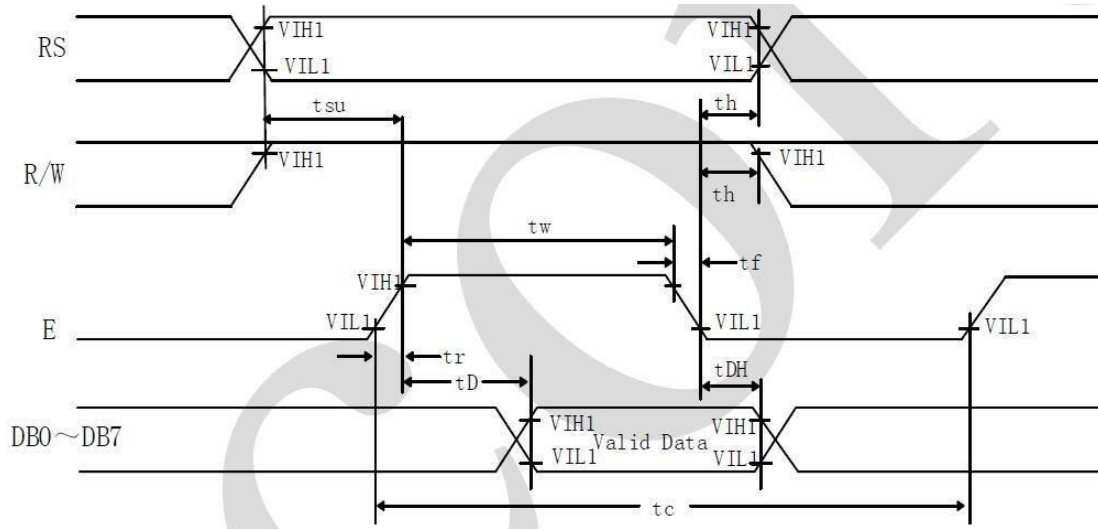 RS
VIH1
VIL1
VIH1
VIL1
tsu
th
R/W
VIH1
VIH1
th
tw
tf
E
VIH1
VIL1
VIL1
VIL1
tr
tD
tDH
DB0～DB7
VIH1
VIL1
Valid Data
VIH1
VIL1
tc